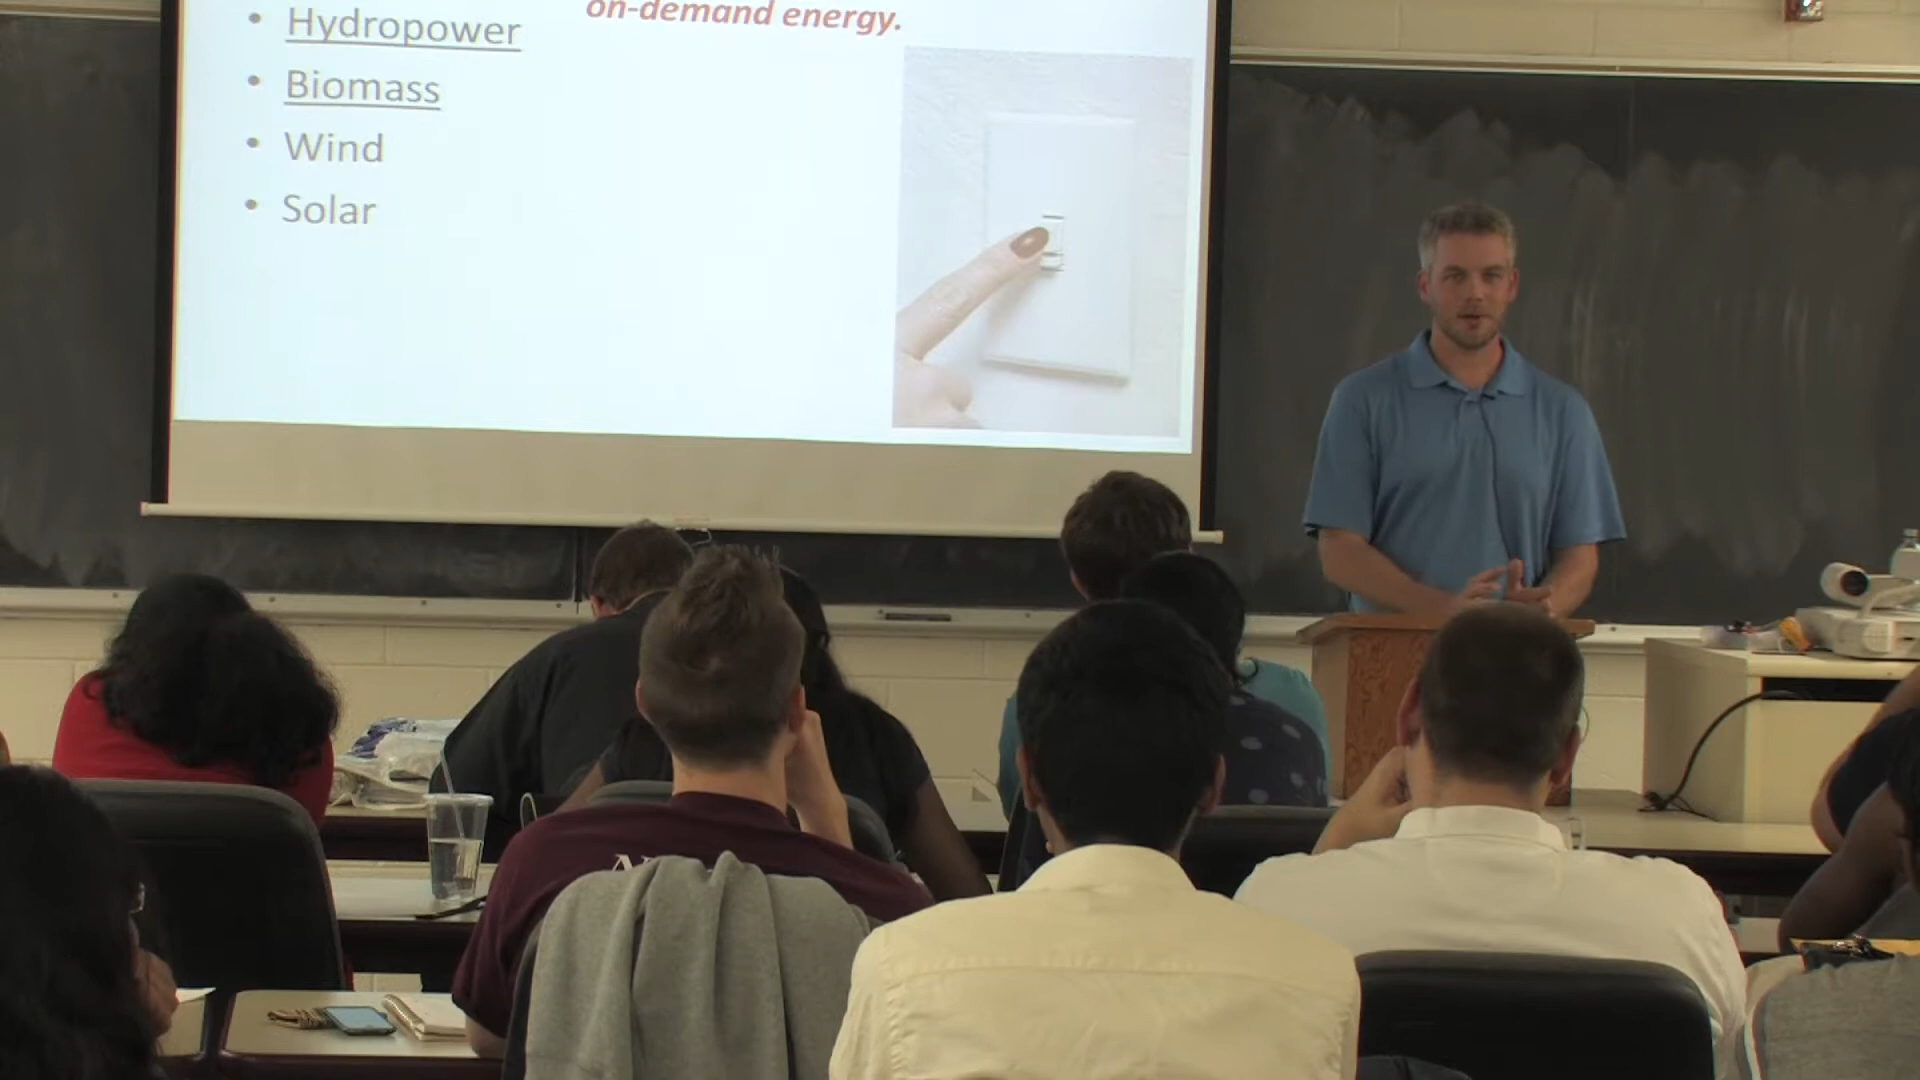 on-demand energy.
• Hydropower
• Biomass
• Wind
• Solar